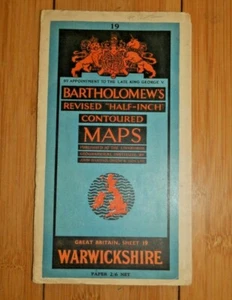 19
BY APPOINTMENT TO THE LATE KING GEORGE V.
BARTHOLOMEW'S
REVISED "HALF-INCH"
CONTOURED
MAPS
GREAT BRITAIN, SHEET 19
WARWICKSHIRE